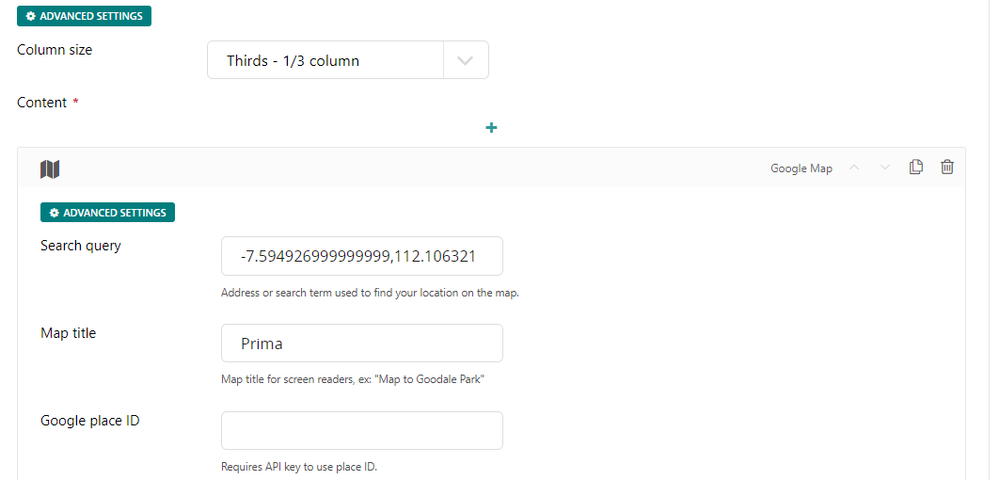 ADVANCED SETTINGS
Column size
Thirds - 1/3 column
Content *
+
Google Map
ADVANCED SETTINGS
Search query
-7.594926999999999,112.106321
Address or search term used to find your location on the map.
Map title
Prima
Map title for screen readers, ex: "Map to Goodale Park"
Google place ID
Requires API key to use place ID.